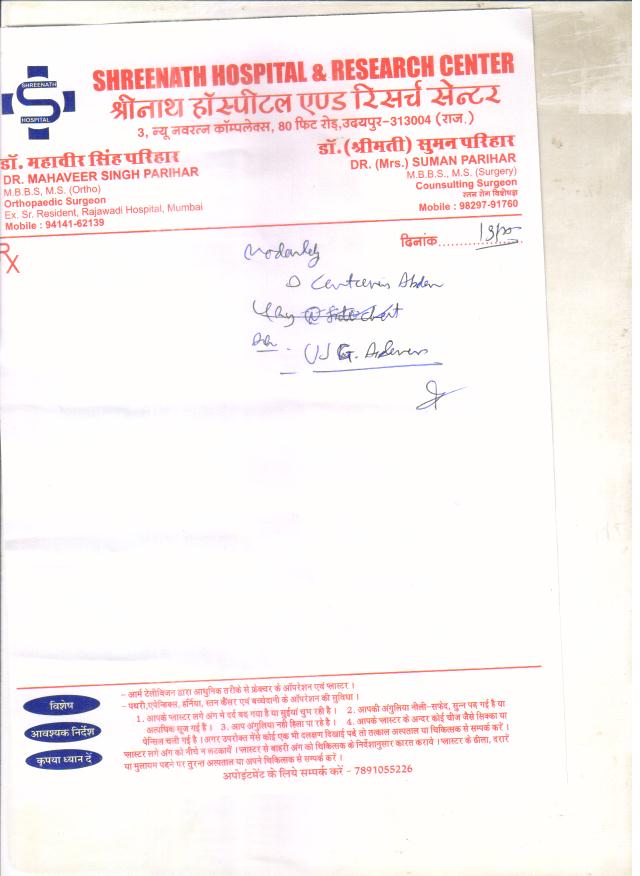 SHREENATH
HOSPITAL
SHREENATH HOSPITAL & RESEARCH CENTER
श्रीनाथ हॉस्पीटल एण्ड रिसर्च सेन्टर
3, न्यू नवरत्न कॉम्पलेक्स, 80 फिट रोड़,उदयपुर-313004 (राज.)
डॉ. महावीर सिंह परिहार
DR. MAHAVEER SINGH PARIHAR
M.B.B.S, M.S. (Ortho)
Orthopaedic Surgeon
Ex. Sr. Resident, Rajawadi Hospital, Mumbai
Mobile : 94141-62139
डॉ.(श्रीमती) सुमन परिहार
DR. (Mrs.) SUMAN PARIHAR
M.B.B.S., M.S. (Surgery)
Counsulting Surgeon
स्तन रोग विशेषज्ञ
Mobile : 98297-91760
दिनांक
Rx
विशेष
आवश्यक निर्देश
कृपया ध्यान दें
- आर्म टेलीविजन द्वारा आधुनिक तरीके से फ्रेक्चर के ऑपरेशन एवं प्लास्टर ।
- पथरी,एपेन्डिक्स, हर्निया, स्तन कैंसर एवं बच्चेदानी के ऑपरेशन की सुविधा ।
1. आपके प्लास्टर लगे अंग में दर्द बढ़ गया है या सुईयां चुभ रही है । 2. आपकी अंगुलिया नीली-सफेद, सुन्न पड़ गई है या
अत्यधिक सूज गई है । 3. आप अंगुलिया नहीं हिला पा रहे है । 4. आपके प्लास्टर के अन्दर कोई चीज जैसे सिक्का या
पेन्सिल चली गई है । अगर उपरोक्त मेंसे कोई एक भी लक्षण दिखाई पड़े तो तत्काल अस्पताल या चिकित्सक से सम्पर्क करें ।
प्लास्टर लगे अंग को नीचे न लटकायें । प्लास्टर से बाहरी अंग को चिकित्सक के निर्देशानुसार कसरत करावे । प्लास्टर के ढीला, दरारें
या मुलायम पड़ने पर तुरन्त अस्पताल या अपने चिकित्सक से सम्पर्क करें ।
अपोइंटमेन्ट के लिये सम्पर्क करें - 7891055226